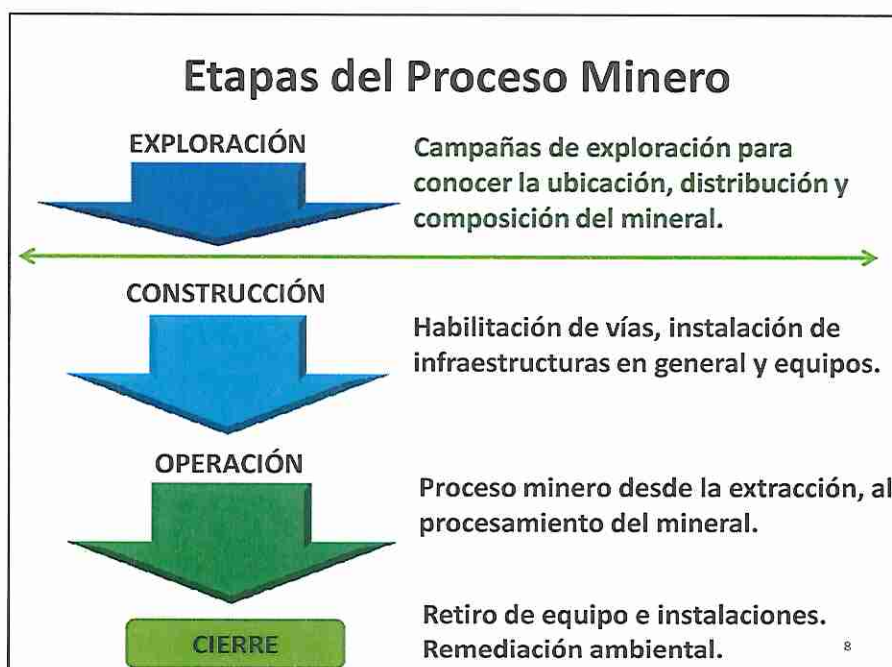 Etapas del Proceso Minero
EXPLORACIÓN
Campañas de exploración para
conocer la ubicación, distribución y
composición del mineral.
CONSTRUCCIÓN
Habilitación de vías, instalación de
infraestructuras en general y equipos.
OPERACIÓN
Proceso minero desde la extracción, al
procesamiento del mineral.
CIERRE
Retiro de equipo e instalaciones.
Remediación ambiental.
8